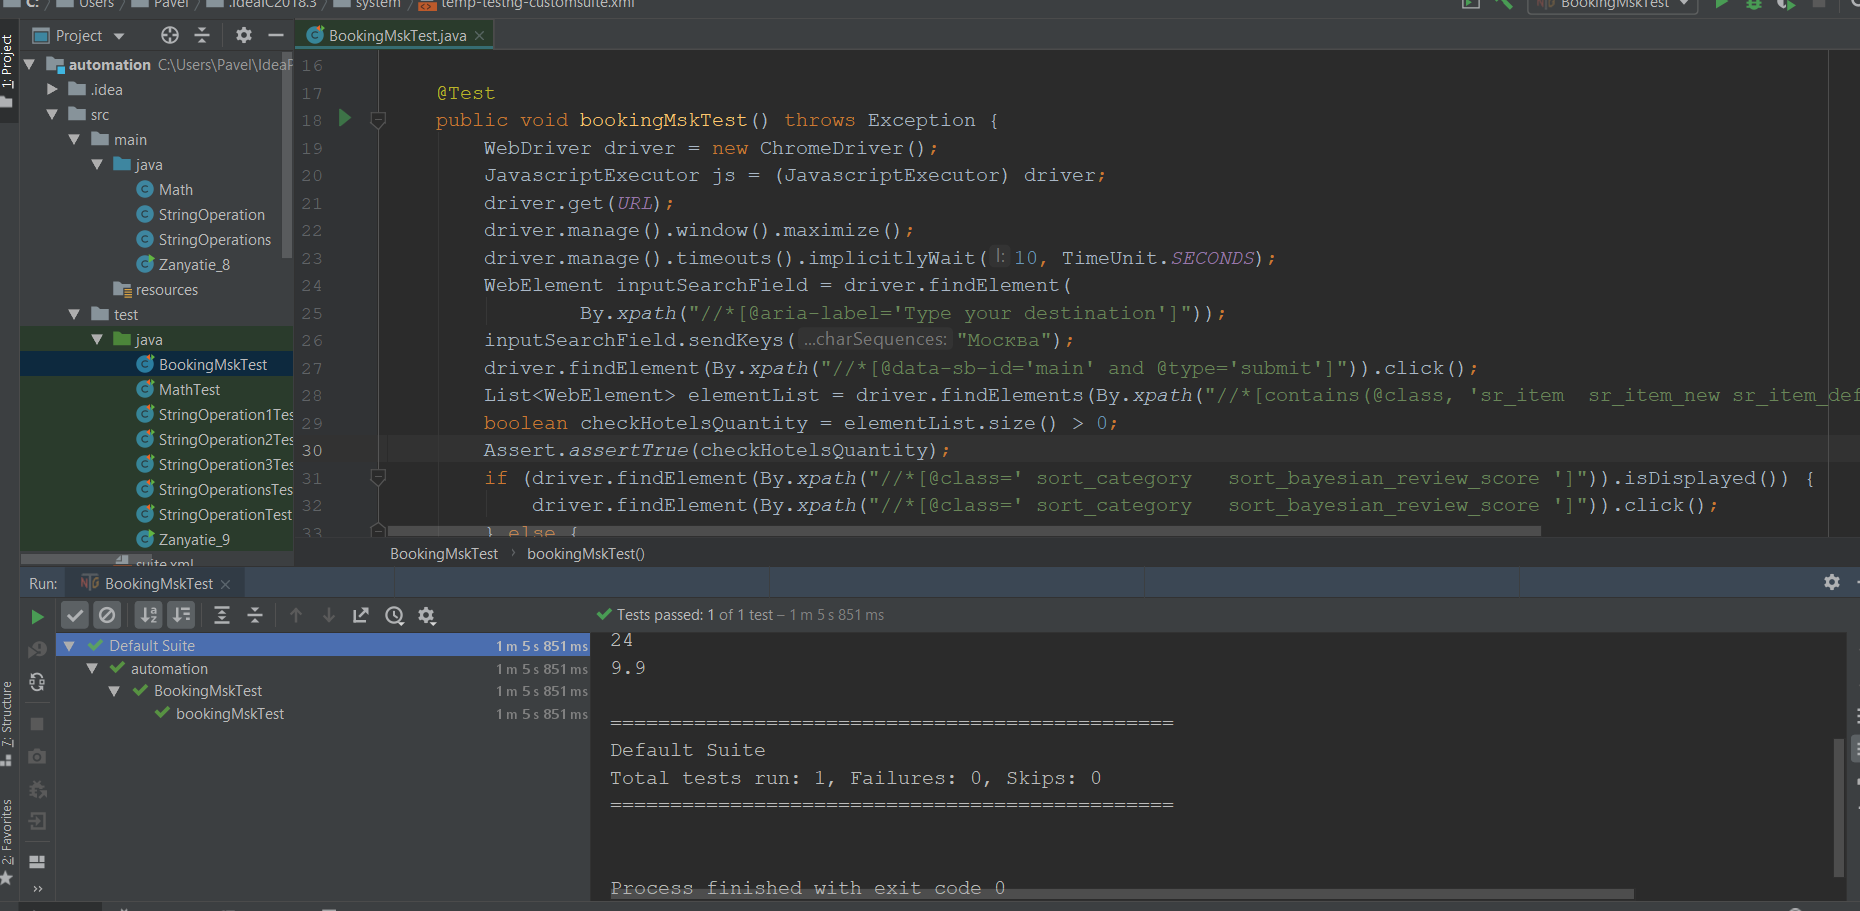 C: Users Pavel .IdeaIC2018.3 system temp-testng-customsuite.xml BookingMskTest
1: Project
Project
BookingMskTest.java
automation C:\Users\Pavel\IdeaP
.idea
src
main
java
Math
StringOperation
StringOperations
Zanyatie_8
resources
test
java
BookingMskTest
MathTest
StringOperation1Tes
StringOperation2Tes
StringOperation3Tes
StringOperationsTes
StringOperationTest
Zanyatie_9
suite.xml
16
17 @Test
18 public void bookingMskTest() throws Exception {
19 WebDriver driver = new ChromeDriver();
20 JavascriptExecutor js = (JavascriptExecutor) driver;
21 driver.get(URL);
22 driver.manage().window().maximize();
23 driver.manage().timeouts().implicitlyWait( l: 10, TimeUnit.SECONDS);
24 WebElement inputSearchField = driver.findElement(
25 By.xpath("//*[@aria-label='Type your destination']"));
26 inputSearchField.sendKeys( ...charSequences: "Москва");
27 driver.findElement(By.xpath("//*[@data-sb-id='main' and @type='submit']")).click();
28 List<WebElement> elementList = driver.findElements(By.xpath("//*[contains(@class, 'sr_item  sr_item_new sr_item_def
29 boolean checkHotelsQuantity = elementList.size() > 0;
30 Assert.assertTrue(checkHotelsQuantity);
31 if (driver.findElement(By.xpath("//*[@class=' sort_category   sort_bayesian_review_score ']")).isDisplayed()) {
32 driver.findElement(By.xpath("//*[@class=' sort_category   sort_bayesian_review_score ']")).click();
33 } else {
BookingMskTest › bookingMskTest()
Run: BookingMskTest
Tests passed: 1 of 1 test – 1 m 5 s 851 ms
Default Suite 1 m 5 s 851 ms
automation 1 m 5 s 851 ms
BookingMskTest 1 m 5 s 851 ms
bookingMskTest 1 m 5 s 851 ms
24
9.9
===============================================
Default Suite
Total tests run: 1, Failures: 0, Skips: 0
===============================================
Process finished with exit code 0
7: Structure
2: Favorites